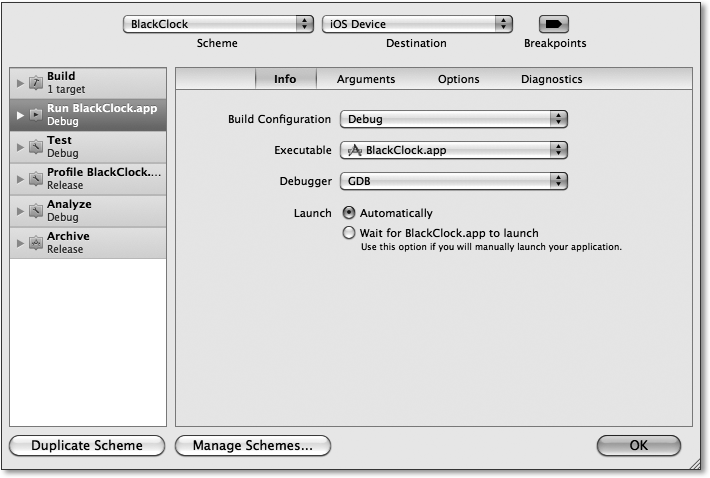 BlackClock
iOS Device
Scheme
Destination
Breakpoints
Build
1 target
Run BlackClock.app
Debug
Test
Debug
Profile BlackClock....
Release
Analyze
Debug
Archive
Release
Info
Arguments
Options
Diagnostics
Build Configuration
Debug
Executable
BlackClock.app
Debugger
GDB
Launch
Automatically
Wait for BlackClock.app to launch
Use this option if you will manually launch your application.
Duplicate Scheme
Manage Schemes...
OK